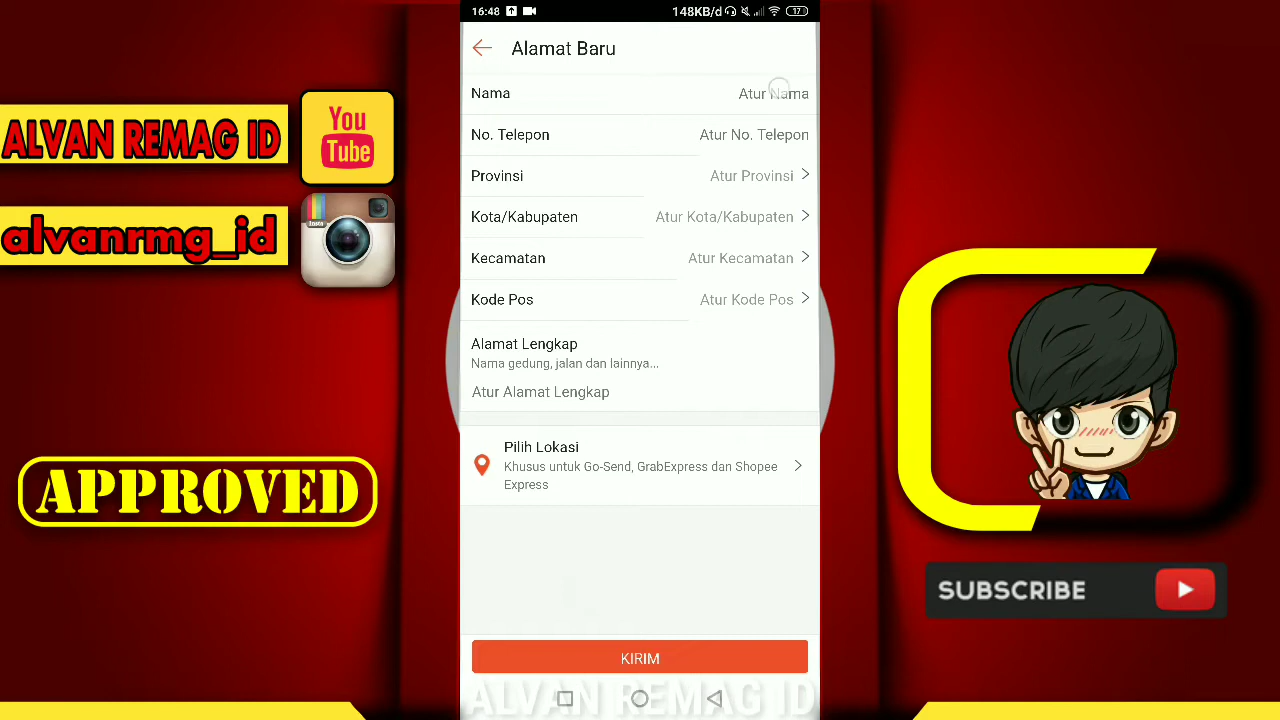 16:48 148KB/d 17
Alamat Baru
Nama Atur Nama
No. Telepon Atur No. Telepon
Provinsi Atur Provinsi
Kota/Kabupaten Atur Kota/Kabupaten
Kecamatan Atur Kecamatan
Kode Pos Atur Kode Pos
Alamat Lengkap
Nama gedung, jalan dan lainnya...
Atur Alamat Lengkap
Pilih Lokasi
Khusus untuk Go-Send, GrabExpress dan Shopee
Express
KIRIM
ALVAN REMAG ID
ALVAN REMAG ID
You
Tube
Insta
alvanrmg_id
APPROVED
SUBSCRIBE